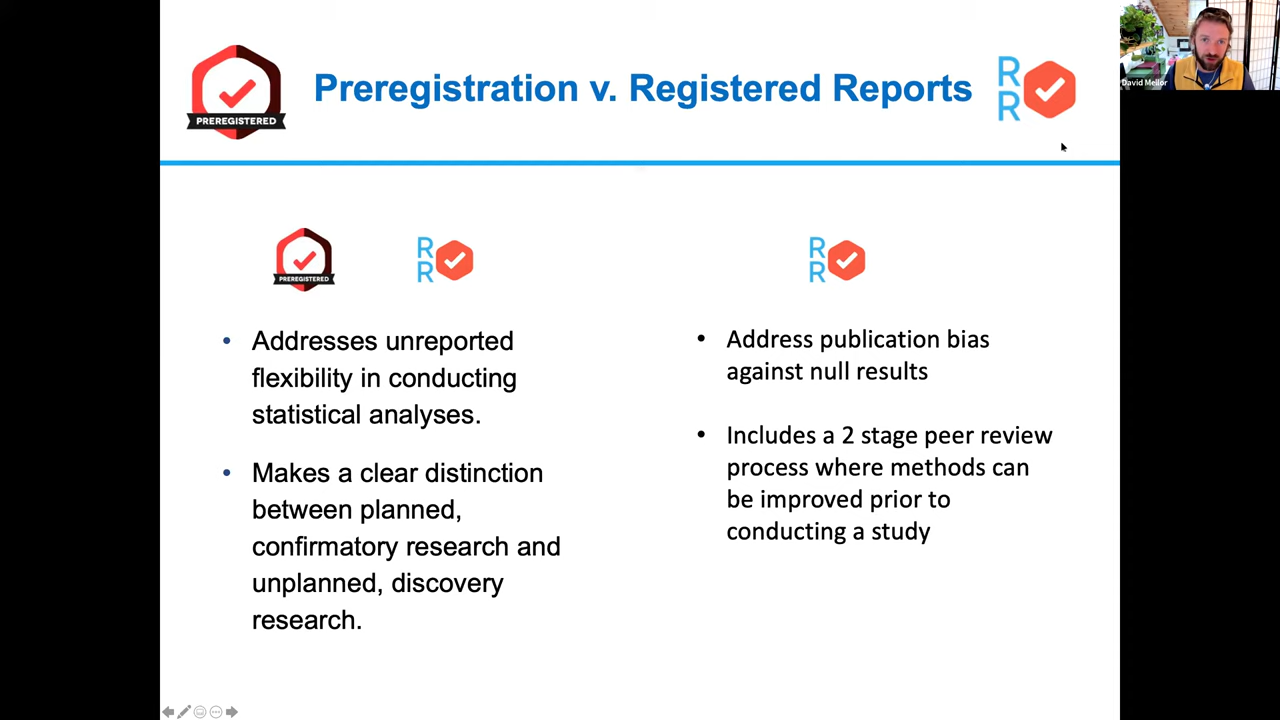 Preregistration v. Registered Reports
PREREGISTERED
R
R
David Mellor
PREREGISTERED
R
R
R
R
• Addresses unreported
flexibility in conducting
statistical analyses.
• Makes a clear distinction
between planned,
confirmatory research and
unplanned, discovery
research.
• Address publication bias
against null results
• Includes a 2 stage peer review
process where methods can
be improved prior to
conducting a study